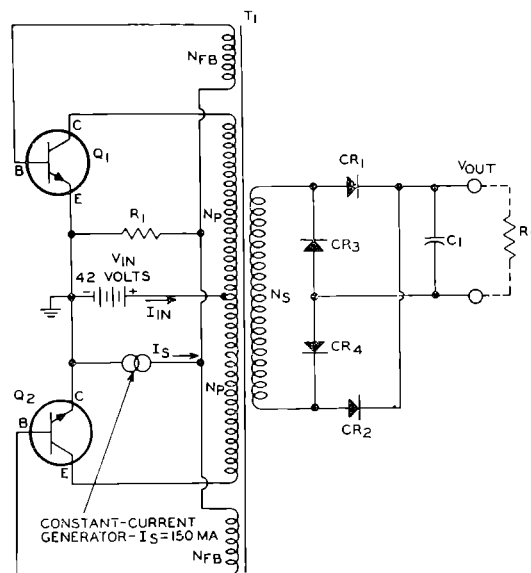 T1
NFB
C
Q1
B
E
CR1
VOUT
R1
NP
C1
R
CR3
VIN
42 VOLTS
- +
IIN
NS
IS
CR4
Q2
C
B
NP
E
CR2
CONSTANT-CURRENT
GENERATOR-IS=150 MA
NFB